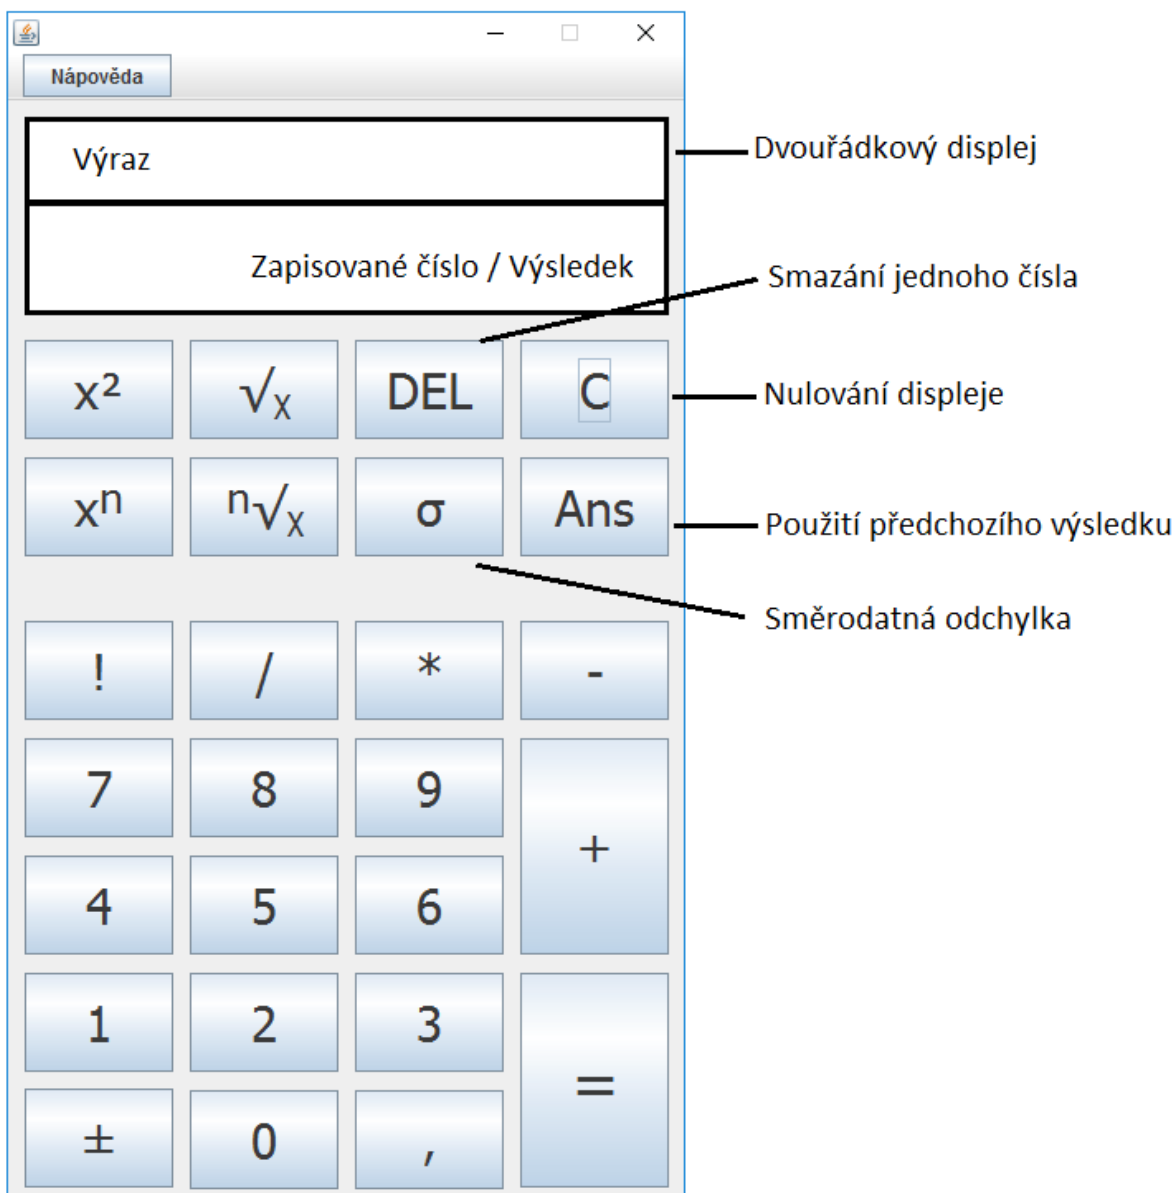 Nápověda
Výraz
Dvouřádkový displej
Zapisované číslo / Výsledek
Smazání jednoho čísla
x² √x DEL C
Nulování displeje
xⁿ ⁿ√x σ Ans
Použití předchozího výsledku
Směrodatná odchylka
! / * -
7 8 9
+
4 5 6
1 2 3
=
± 0 ,